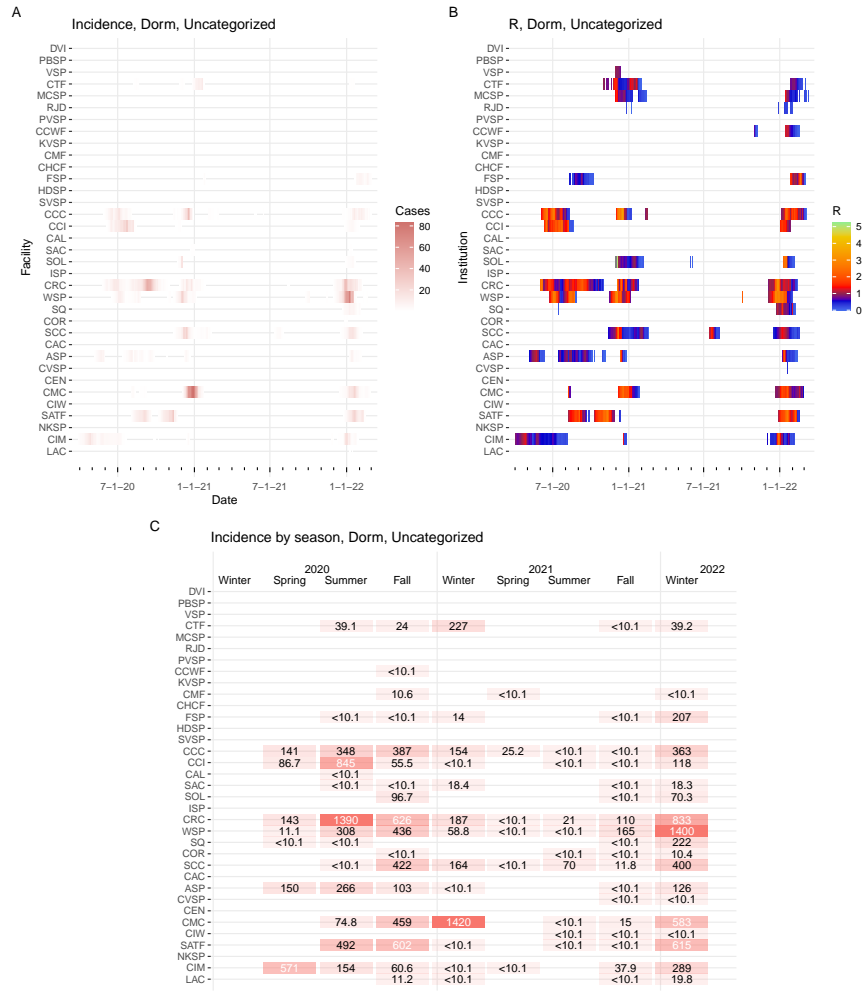 A
Incidence, Dorm, Uncategorized
DVI
PBSP
VSP
CTF
MCSP
RJD
PVSP
CCWF
KVSP
CMF
CHCF
FSP
HDSP
SVSP
CCC
CCI
CAL
SAC
SOL
ISP
CRC
WSP
SQ
COR
SCC
CAC
ASP
CVSP
CEN
CMC
CIW
SATF
NKSP
CIM
LAC
Facility
7–1–20 1–1–21 7–1–21 1–1–22
Date
Cases
80
60
40
20
B
R, Dorm, Uncategorized
DVI
PBSP
VSP
CTF
MCSP
RJD
PVSP
CCWF
KVSP
CMF
CHCF
FSP
HDSP
SVSP
CCC
CCI
CAL
SAC
SOL
ISP
CRC
WSP
SQ
COR
SCC
CAC
ASP
CVSP
CEN
CMC
CIW
SATF
NKSP
CIM
LAC
Institution
7–1–20 1–1–21 7–1–21 1–1–22
R
5
4
3
2
1
0
C
Incidence by season, Dorm, Uncategorized
2020 2021 2022
Winter Spring Summer Fall Winter Spring Summer Fall Winter
DVI
PBSP
VSP
CTF 39.1 24 227 <10.1 39.2
MCSP
RJD
PVSP
CCWF <10.1
KVSP
CMF 10.6 <10.1 <10.1
CHCF
FSP <10.1 <10.1 14 <10.1 207
HDSP
SVSP
CCC 141 348 387 154 25.2 <10.1 <10.1 363
CCI 86.7 845 55.5 <10.1 <10.1 <10.1 118
CAL <10.1
SAC <10.1 <10.1 18.4 <10.1 18.3
SOL 96.7 <10.1 70.3
ISP
CRC 143 1390 626 187 <10.1 21 110 833
WSP 11.1 308 436 58.8 <10.1 <10.1 165 1400
SQ <10.1 <10.1 <10.1 222
COR <10.1 <10.1 <10.1 10.4
SCC <10.1 422 164 <10.1 70 11.8 400
CAC
ASP 150 266 103 <10.1 <10.1 126
CVSP <10.1 <10.1
CEN
CMC 74.8 459 1420 <10.1 15 583
CIW <10.1 <10.1 <10.1
SATF 492 602 <10.1 <10.1 <10.1 615
NKSP
CIM 571 154 60.6 <10.1 <10.1 37.9 289
LAC 11.2 <10.1 <10.1 19.8